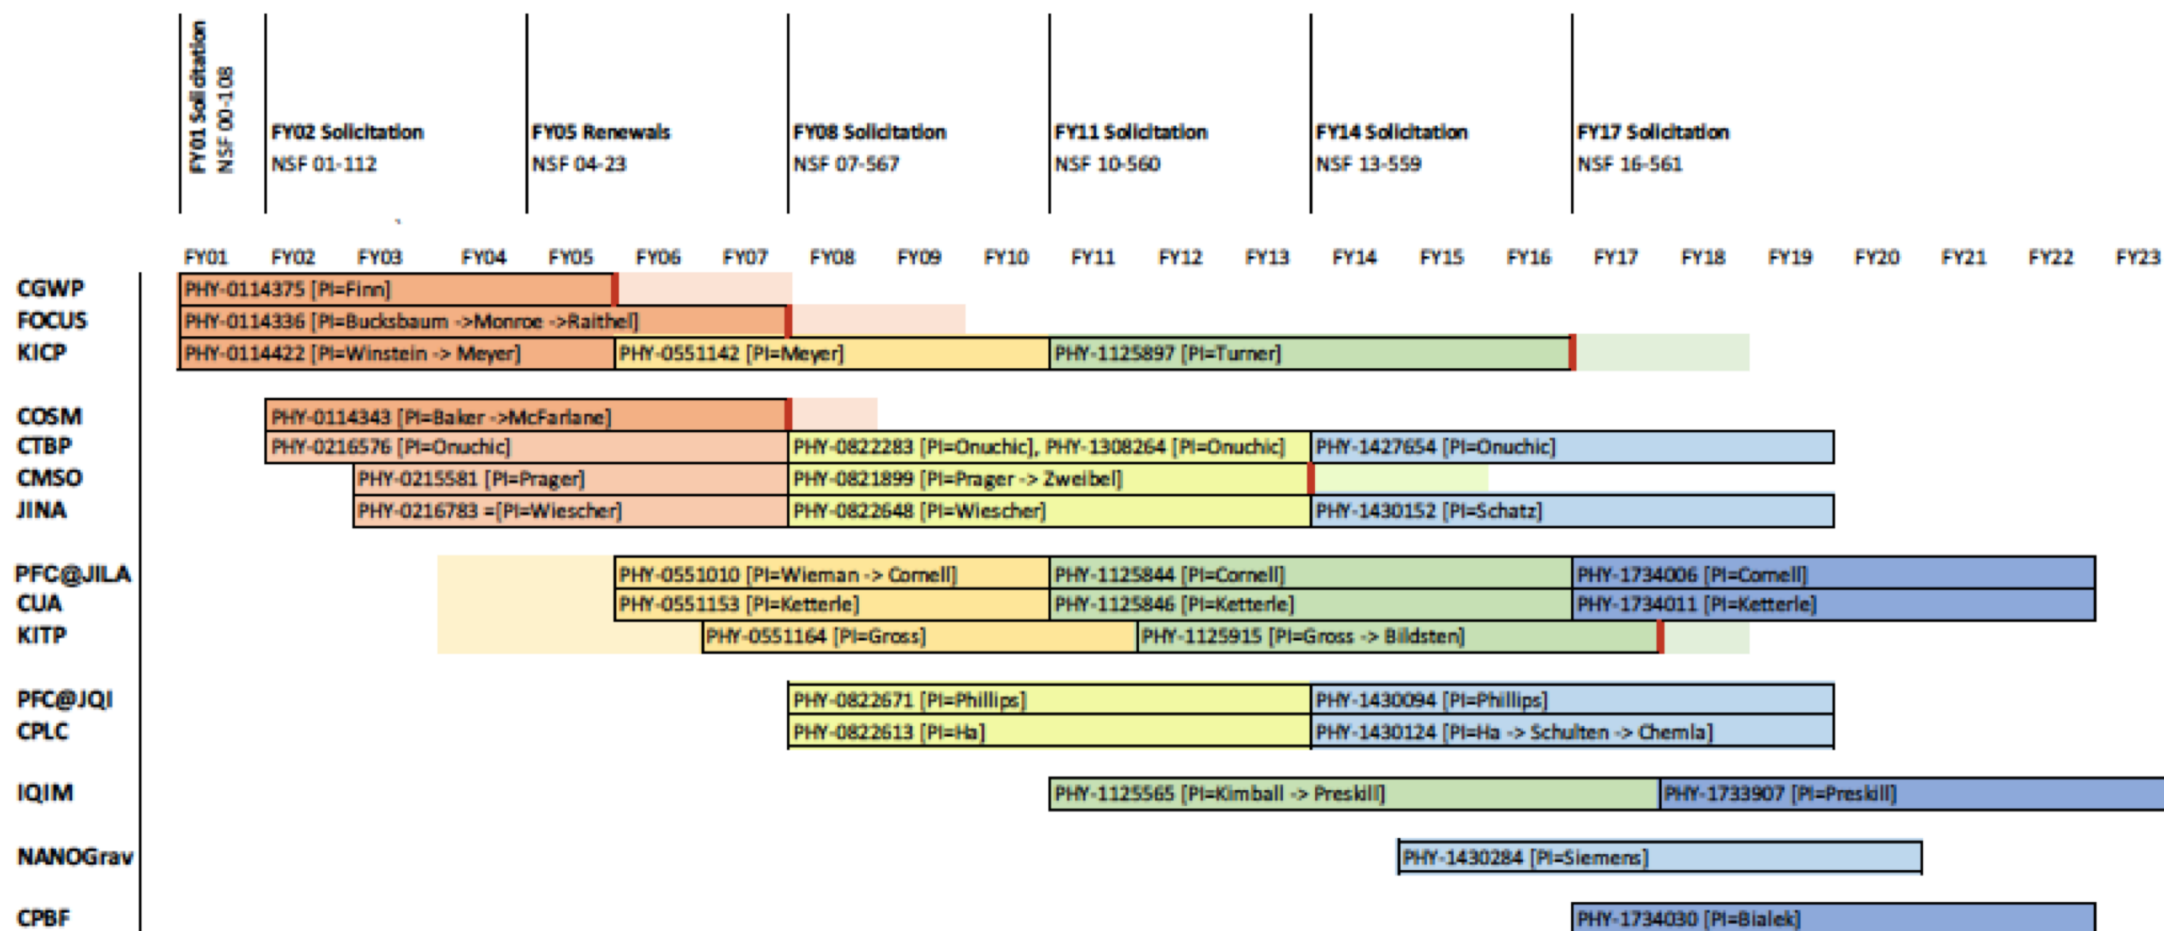 FY01 Solicitation
NSF 00-108
FY02 Solicitation
NSF 01-112
FY05 Renewals
NSF 04-23
FY08 Solicitation
NSF 07-567
FY11 Solicitation
NSF 10-560
FY14 Solicitation
NSF 13-559
FY17 Solicitation
NSF 16-561
FY01 FY02 FY03 FY04 FY05 FY06 FY07 FY08 FY09 FY10 FY11 FY12 FY13 FY14 FY15 FY16 FY17 FY18 FY19 FY20 FY21 FY22 FY23
CGWP PHY-0114375 [PI=Finn]
FOCUS PHY-0114336 [PI=Bucksbaum ->Monroe ->Raithel]
KICP PHY-0114422 [PI=Winstein -> Meyer] PHY-0551142 [PI=Meyer] PHY-1125897 [PI=Turner]
COSM PHY-0114343 [PI=Baker ->McFarlane]
CTBP PHY-0216576 [PI=Onuchic] PHY-0822283 [PI=Onuchic], PHY-1308264 [PI=Onuchic] PHY-1427654 [PI=Onuchic]
CMSO PHY-0215581 [PI=Prager] PHY-0821899 [PI=Prager -> Zweibel]
JINA PHY-0216783 =[PI=Wiescher] PHY-0822648 [PI=Wiescher] PHY-1430152 [PI=Schatz]
PFC@JILA PHY-0551010 [PI=Wieman -> Cornell] PHY-1125844 [PI=Cornell] PHY-1734006 [PI=Cornell]
CUA PHY-0551153 [PI=Ketterle] PHY-1125846 [PI=Ketterle] PHY-1734011 [PI=Ketterle]
KITP PHY-0551164 [PI=Gross] PHY-1125915 [PI=Gross -> Bildsten]
PFC@JQI PHY-0822671 [PI=Phillips] PHY-1430094 [PI=Phillips]
CPLC PHY-0822613 [PI=Ha] PHY-1430124 [PI=Ha -> Schulten -> Chemla]
IQIM PHY-1125565 [PI=Kimball -> Preskill] PHY-1733907 [PI=Preskill]
NANOGrav PHY-1430284 [PI=Siemens]
CPBF PHY-1734030 [PI=Bialek]